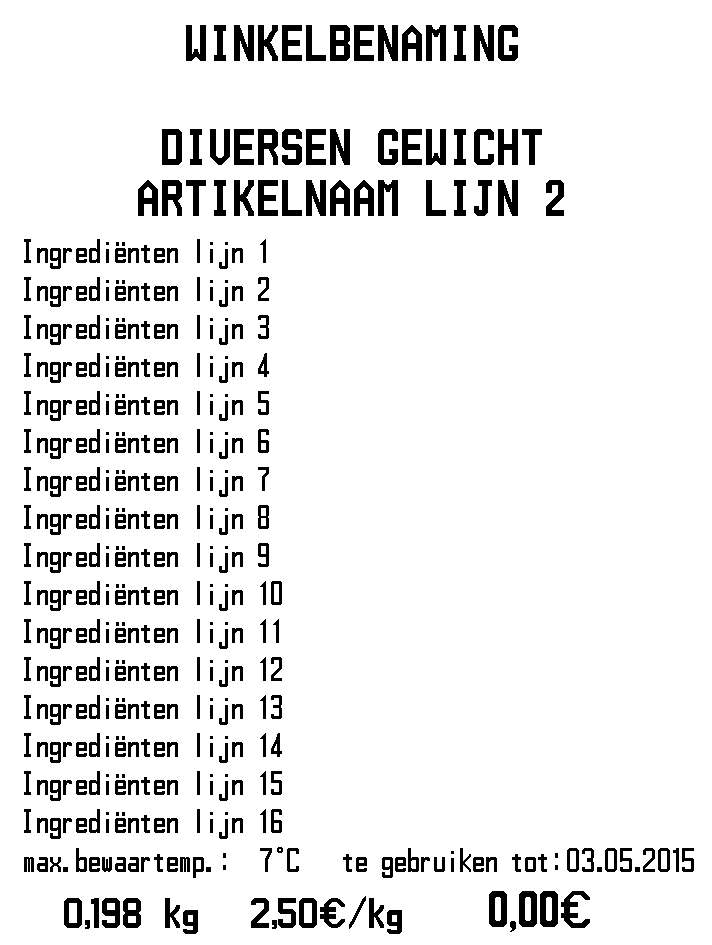 WINKELBENAMING
DIVERSEN GEWICHT
ARTIKELNAAM LIJN 2
Ingrediënten lijn 1
Ingrediënten lijn 2
Ingrediënten lijn 3
Ingrediënten lijn 4
Ingrediënten lijn 5
Ingrediënten lijn 6
Ingrediënten lijn 7
Ingrediënten lijn 8
Ingrediënten lijn 9
Ingrediënten lijn 10
Ingrediënten lijn 11
Ingrediënten lijn 12
Ingrediënten lijn 13
Ingrediënten lijn 14
Ingrediënten lijn 15
Ingrediënten lijn 16
max.bewaartemp.: 7°C te gebruiken tot:03.05.2015
0,198 kg 2,50€/kg 0,00€